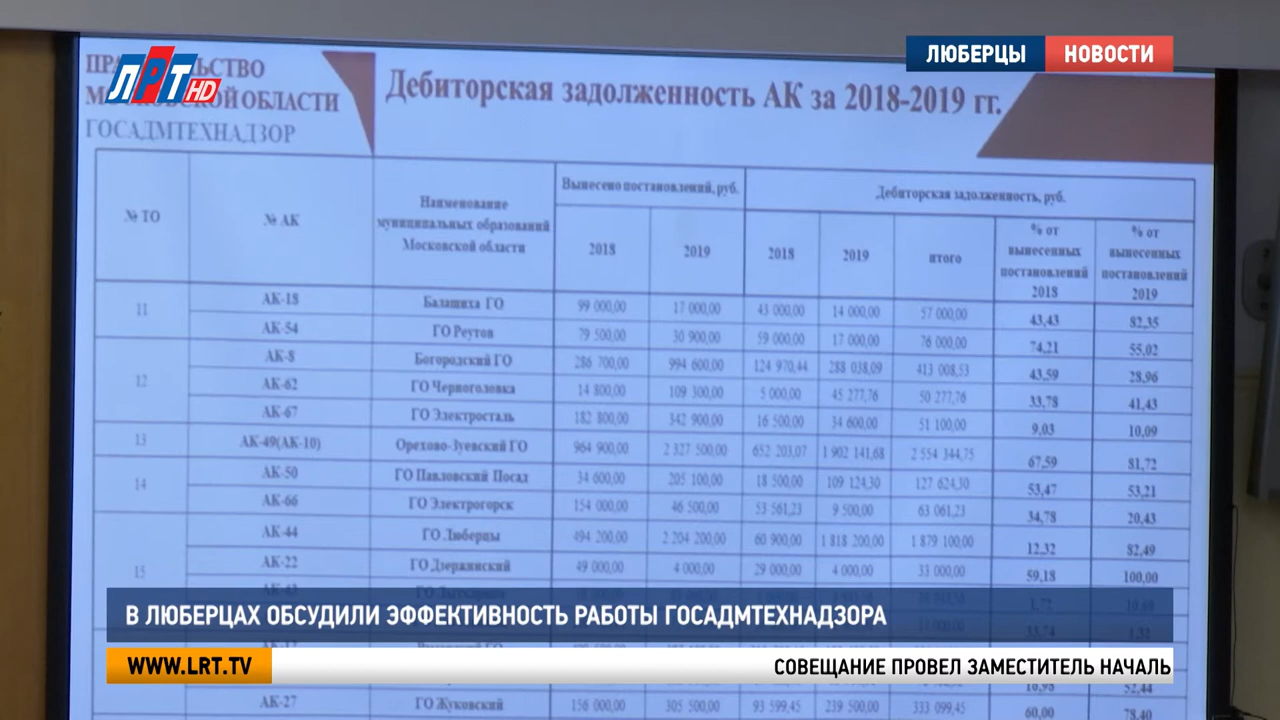 ЛРТ HD
ЛЮБЕРЦЫ НОВОСТИ
МОСКОВСКОЙ ОБЛАСТИ
ГОСАДМТЕХНАДЗОР
Дебиторская задолженность АК за 2018-2019 гг.
№ ТО
№ АК
Наименование
муниципальных образований
Московской области
Вынесено постановлений, руб.
Дебиторская задолженность, руб.
2018 2019 2018 2019 итого
% от
вынесенных
постановлений
2018
% от
вынесенных
постановлений
2019
11 АК-18 Балашиха ГО 99 000,00 17 000,00 43 000,00 14 000,00 57 000,00 43,43 82,35
АК-54 ГО Реутов 79 500,00 30 900,00 59 000,00 17 000,00 76 000,00 74,21 55,02
12 АК-8 Богородский ГО 286 700,00 994 600,00 124 970,44 288 038,09 413 008,53 43,59 28,96
АК-62 ГО Черноголовка 14 800,00 109 300,00 5 000,00 45 277,76 50 277,76 33,78 41,43
АК-67 ГО Электросталь 182 800,00 342 900,00 16 500,00 34 600,00 51 100,00 9,03 10,09
13 АК-49(АК-10) Орехово-Зуевский ГО 964 900,00 2 327 500,00 652 203,07 1 902 141,68 2 554 344,75 67,59 81,72
14 АК-50 ГО Павловский Посад 34 600,00 205 100,00 18 500,00 109 124,30 127 624,30 53,47 53,21
АК-66 ГО Электрогорск 154 000,00 46 500,00 53 561,23 9 500,00 63 061,23 34,78 20,43
15 АК-44 ГО Люберцы 494 200,00 2 204 200,00 60 900,00 1 818 200,00 1 879 100,00 12,32 82,49
АК-22 ГО Дзержинский 49 000,00 4 000,00 29 000,00 4 000,00 33 000,00 59,18 100,00
В ЛЮБЕРЦАХ ОБСУДИЛИ ЭФФЕКТИВНОСТЬ РАБОТЫ ГОСАДМТЕХНАДЗОРА
WWW.LRT.TV СОВЕЩАНИЕ ПРОВЕЛ ЗАМЕСТИТЕЛЬ НАЧАЛЬ
52,44
АК-27 ГО Жуковский 156 000,00 305 500,00 93 599,45 239 500,00 333 099,45 60,00 78,40